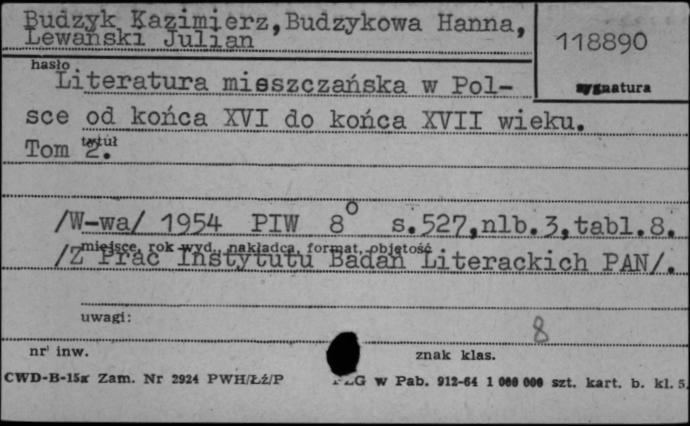 Budzyk Kazimierz, Budzykowa Hanna,
Lewański Julian
118890
hasło
sygnatura
Literatura mieszczańska w Pol-
sce od końca XVI do końca XVII wieku.
tytuł
Tom 2.
/W-wa/ 1954 PIW 8° s.527,nlb.3,tabl.8.
miejsce, rok wyd., nakładca, format, objętość
/Z Prac Instytutu Badań Literackich PAN/.
uwagi:
8
nr inw.
znak klas.
CWD-B-15x Zam. Nr 2924 PWH/Łź/P
w Pab. 912-64 1 000 000 szt. kart. b. kl. 5.